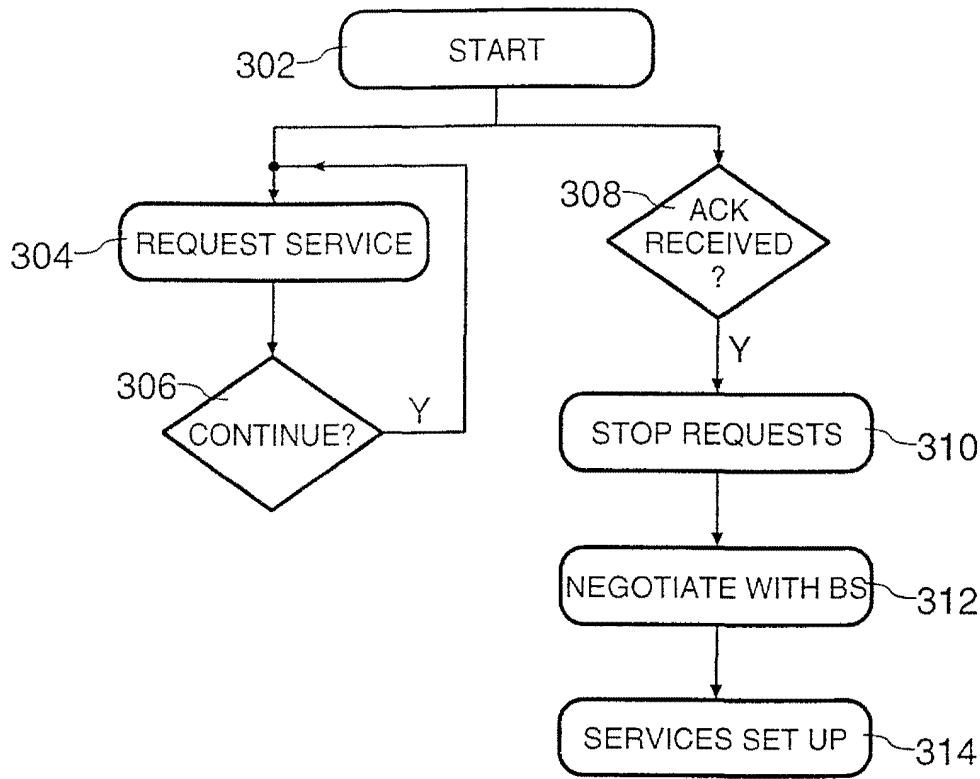 302
START
308
ACK
RECEIVED
?
304
REQUEST SERVICE
Y
306
CONTINUE?
Y
STOP REQUESTS
310
NEGOTIATE WITH BS
312
SERVICES SET UP
314